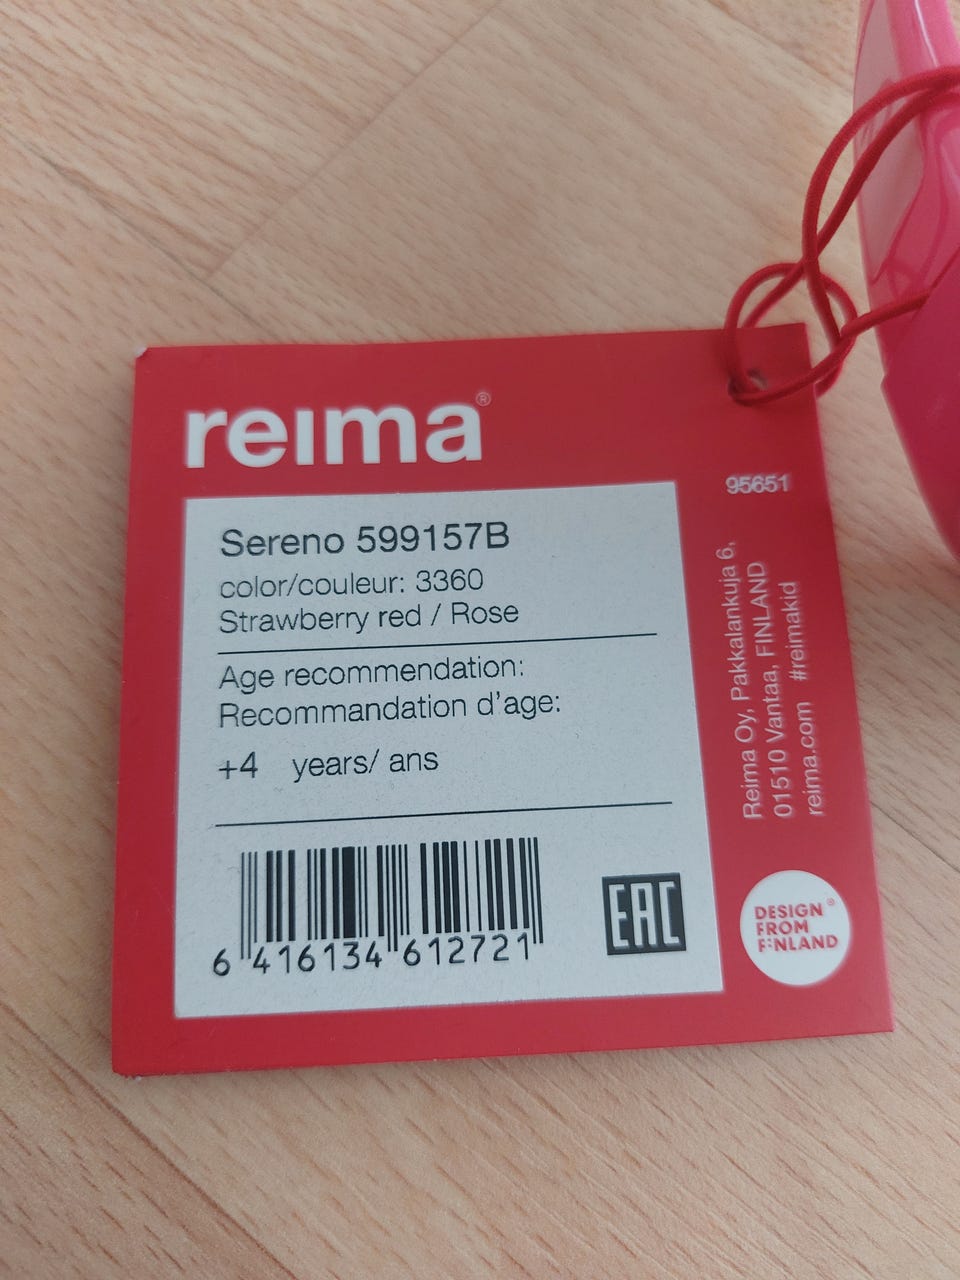 reima®
95651
Sereno 599157B
color/couleur: 3360
Strawberry red / Rose
Age recommendation:
Recommandation d'age:
+4 years/ ans
6 416134 612721
EAC
Reima Oy, Pakkalankuja 6,
01510 Vantaa, FINLAND
reima.com #reimakid
DESIGN®
FROM
FINLAND